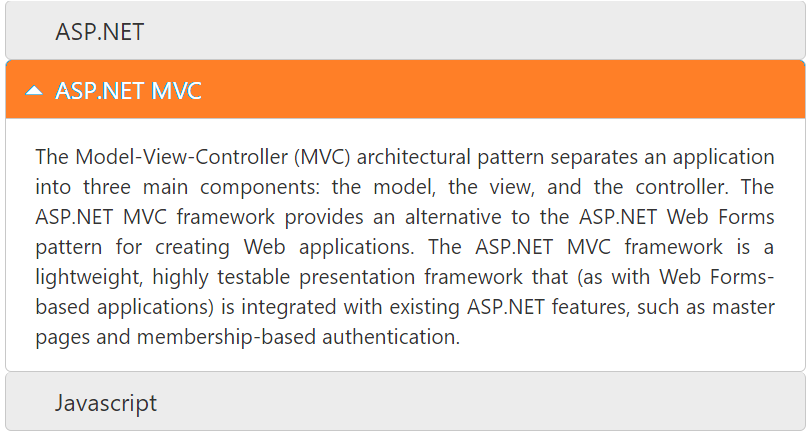 ASP.NET
ASP.NET MVC
The Model-View-Controller (MVC) architectural pattern separates an application
into three main components: the model, the view, and the controller. The
ASP.NET MVC framework provides an alternative to the ASP.NET Web Forms
pattern for creating Web applications. The ASP.NET MVC framework is a
lightweight, highly testable presentation framework that (as with Web Forms-
based applications) is integrated with existing ASP.NET features, such as master
pages and membership-based authentication.
Javascript